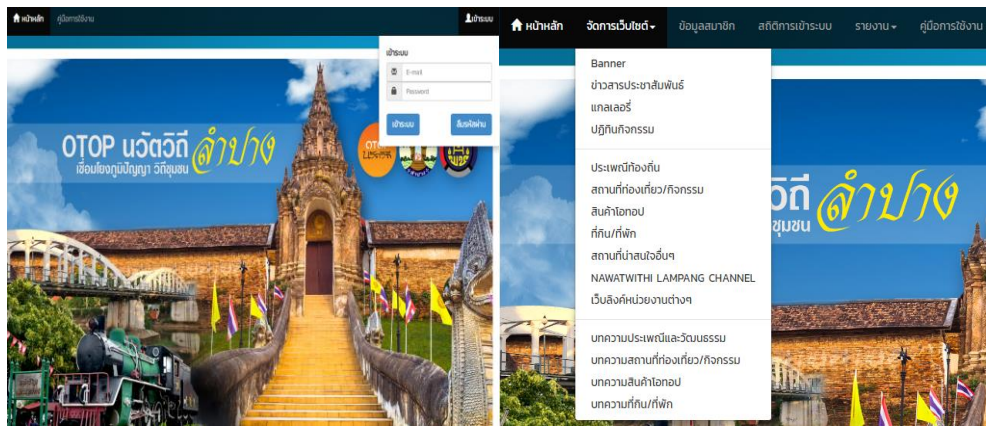 หน้าหลัก คู่มือการใช้งาน เข้าระบบ
เข้าระบบ
E-mail
Password
เข้าระบบ ลืมรหัสผ่าน
OTOP นวัตวิถี ลำปาง
เชื่อมโยงภูมิปัญญา วิถีชุมชน
หน้าหลัก จัดการเว็บไซต์ ข้อมูลสมาชิก สถิติการเข้าระบบ รายงาน คู่มือการใช้งาน
Banner
ข่าวสารประชาสัมพันธ์
แกลเลอรี่
ปฏิทินกิจกรรม
ประเพณีท้องถิ่น
สถานที่ท่องเที่ยว/กิจกรรม
สินค้าโอทอป
ที่กิน/ที่พัก
สถานที่น่าสนใจอื่นๆ
NAWATWITHI LAMPANG CHANNEL
เว็บลิงค์หน่วยงานต่างๆ
บทความประเพณีและวัฒนธรรม
บทความสถานที่ท่องเที่ยว/กิจกรรม
บทความสินค้าโอทอป
บทความที่กิน/ที่พัก
วิถี ลำปาง
ชุมชน